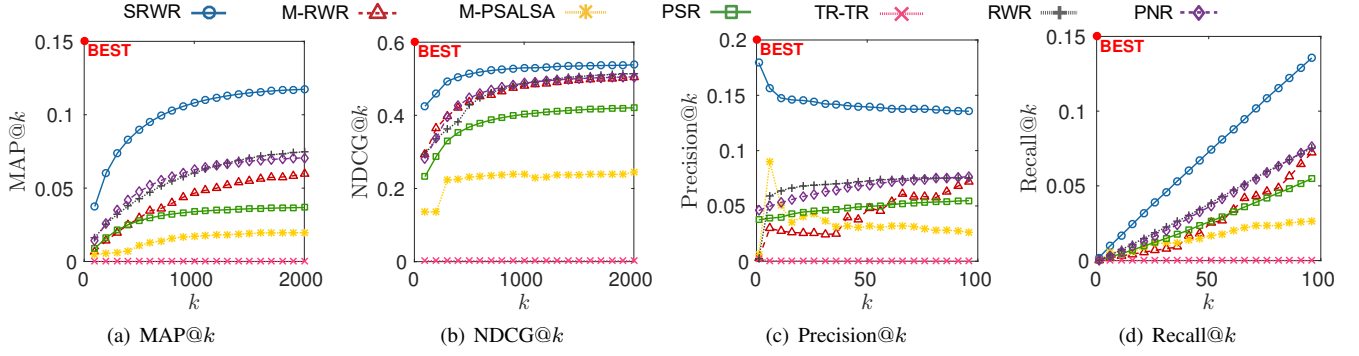 SRWR M-RWR M-PSALSA PSR TR-TR RWR PNR
BEST
MAP@k
0.15
0.1
0.05
0
0 1000 2000
k
(a) MAP@k
BEST
NDCG@k
0.6
0.4
0.2
0
0 1000 2000
k
(b) NDCG@k
BEST
Precision@k
0.2
0.15
0.1
0.05
0
0 50 100
k
(c) Precision@k
BEST
Recall@k
0.15
0.1
0.05
0
0 50 100
k
(d) Recall@k